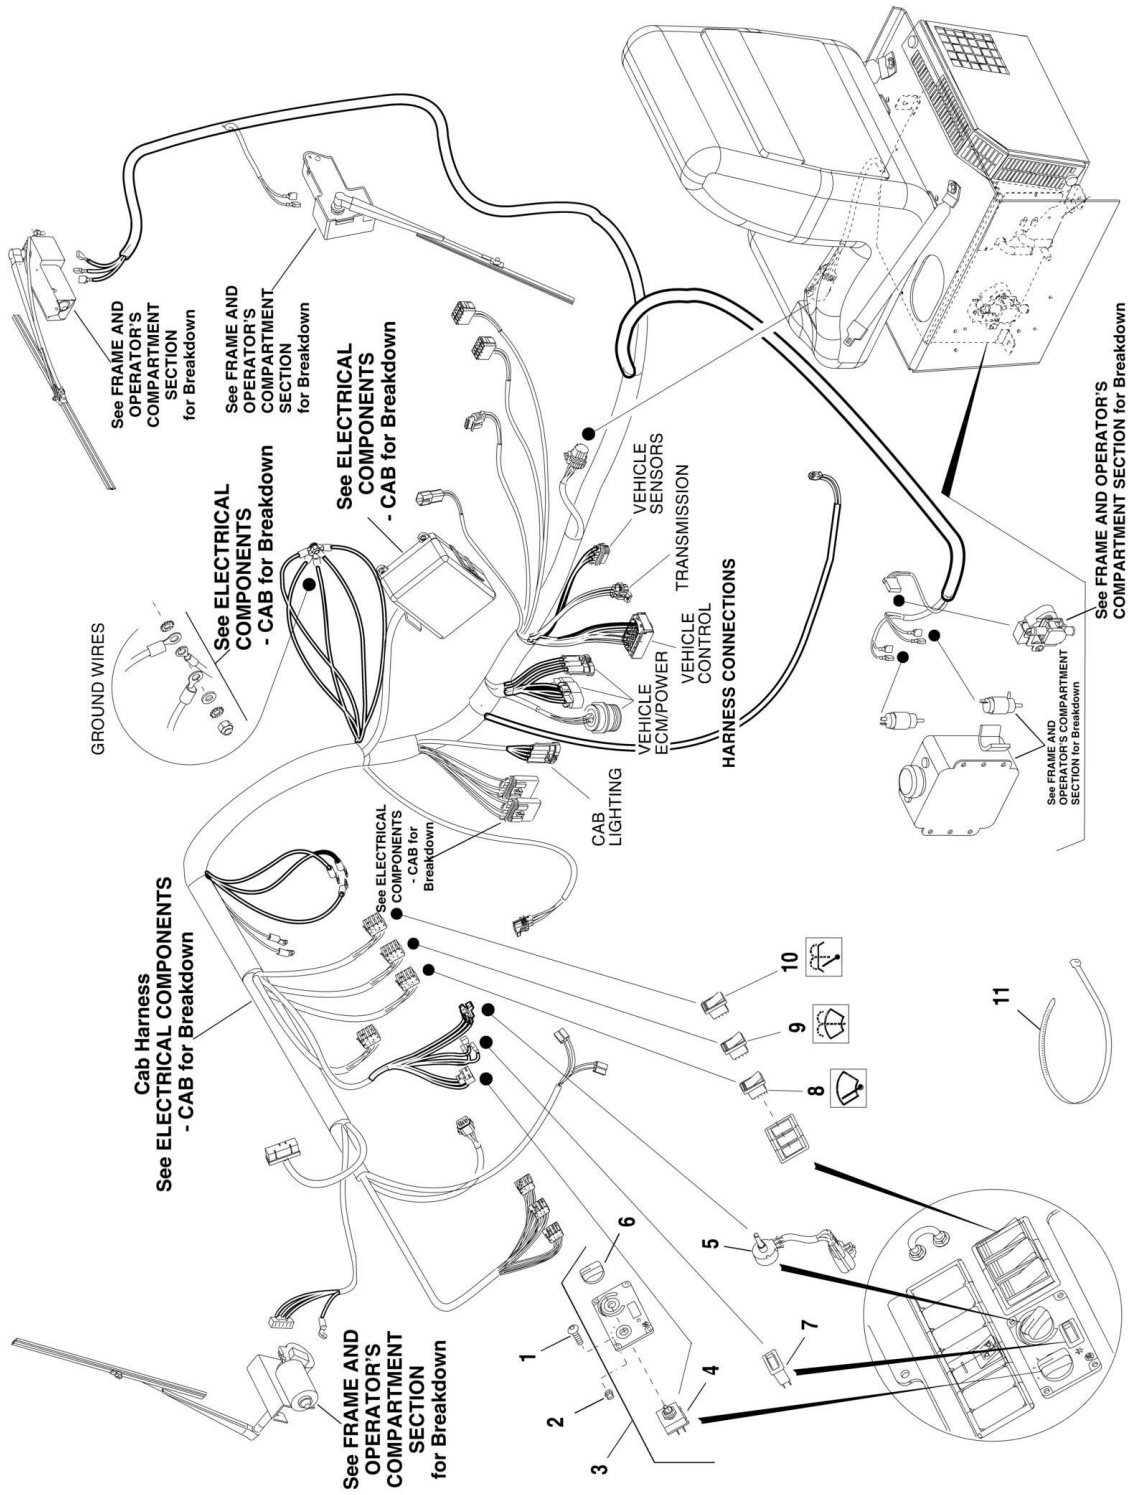 Cab Harness
See ELECTRICAL COMPONENTS
- CAB for Breakdown
GROUND WIRES
See ELECTRICAL
COMPONENTS
- CAB for Breakdown
See FRAME AND
OPERATOR'S
COMPARTMENT
SECTION
for Breakdown
See FRAME AND
OPERATOR'S
COMPARTMENT
SECTION
for Breakdown
See ELECTRICAL
COMPONENTS
- CAB for Breakdown
See FRAME AND
OPERATOR'S
COMPARTMENT
SECTION
for Breakdown
See ELECTRICAL
COMPONENTS
- CAB for
Breakdown
CAB
LIGHTING
VEHICLE
ECM/POWER
VEHICLE
CONTROL
TRANSMISSION
VEHICLE
SENSORS
HARNESS CONNECTIONS
1
2
3
4
5
6
7
8
9
10
11
See FRAME AND
OPERATOR'S COMPARTMENT
SECTION for Breakdown
See FRAME AND OPERATOR'S
COMPARTMENT SECTION for Breakdown